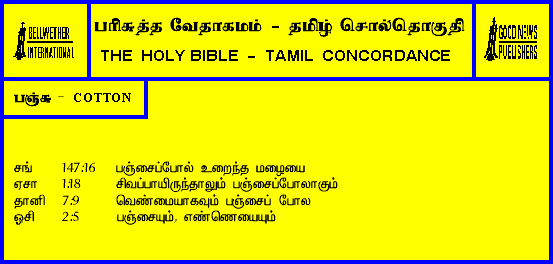 BELLWETHER
INTERNATIONAL
பரிசுத்த வேதாகமம் - தமிழ் சொல்தொகுதி
THE HOLY BIBLE - TAMIL CONCORDANCE
GOOD NEWS
PUBLISHERS
பஞ்சு - COTTON
சங் 147:16 பஞ்சைப்போல் உறைந்த மழையை
ஏசா 1:18 சிவப்பாயிருந்தாலும் பஞ்சைப்போலாகும்
தானி 7:9 வெண்மையாகவும் பஞ்சைப் போல
ஓசி 2:5 பஞ்சையும், எண்ணெயையும்